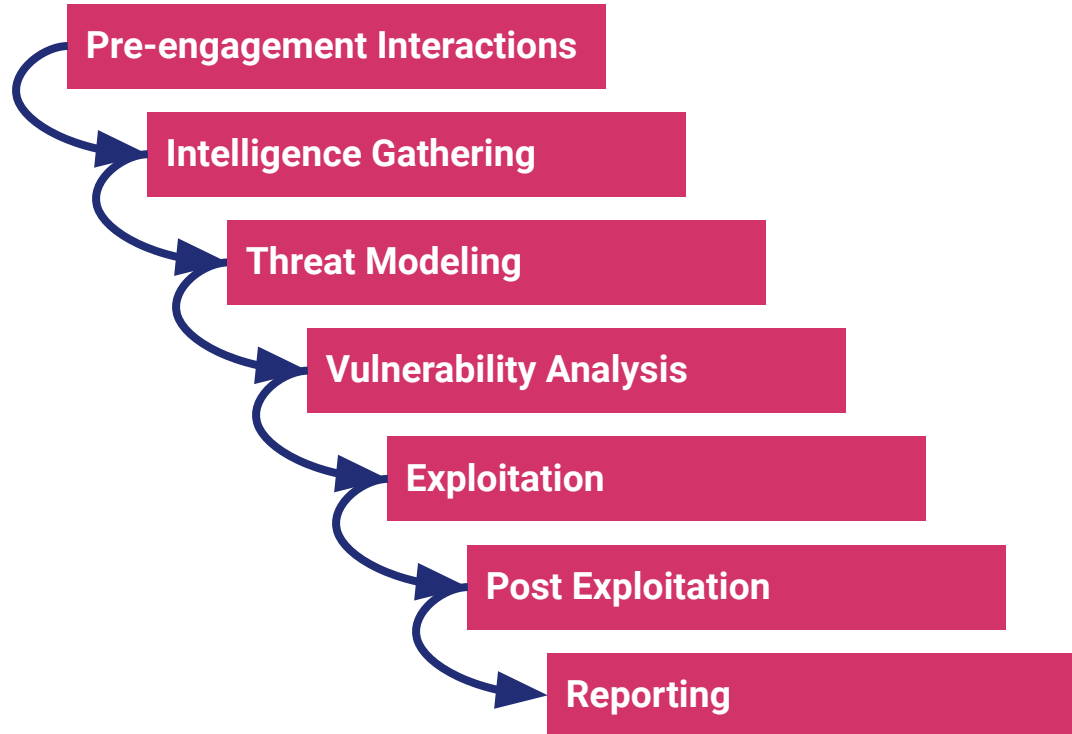 Pre-engagement Interactions
Intelligence Gathering
Threat Modeling
Vulnerability Analysis
Exploitation
Post Exploitation
Reporting